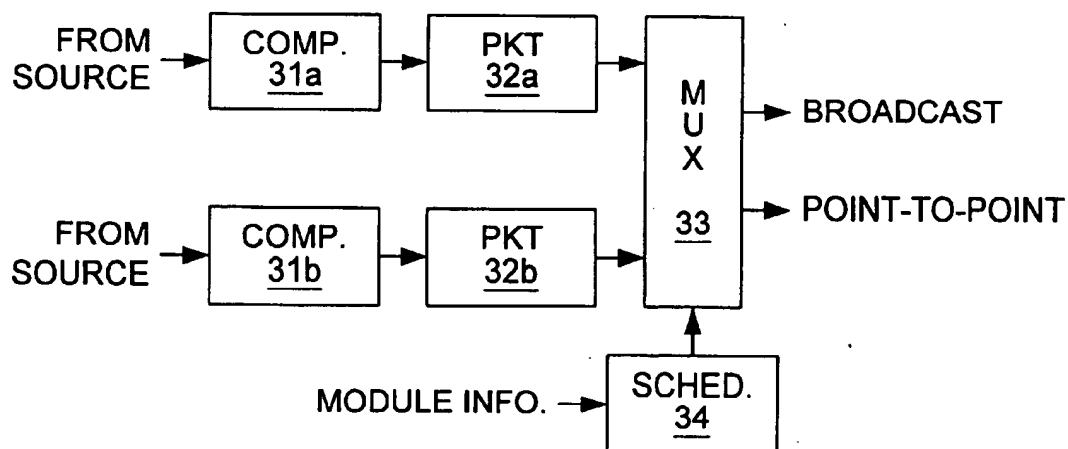 FROM
SOURCE
COMP.
31a
PKT
32a
M
U
X
33
BROADCAST
POINT-TO-POINT
FROM
SOURCE
COMP.
31b
PKT
32b
MODULE INFO.
SCHED.
34